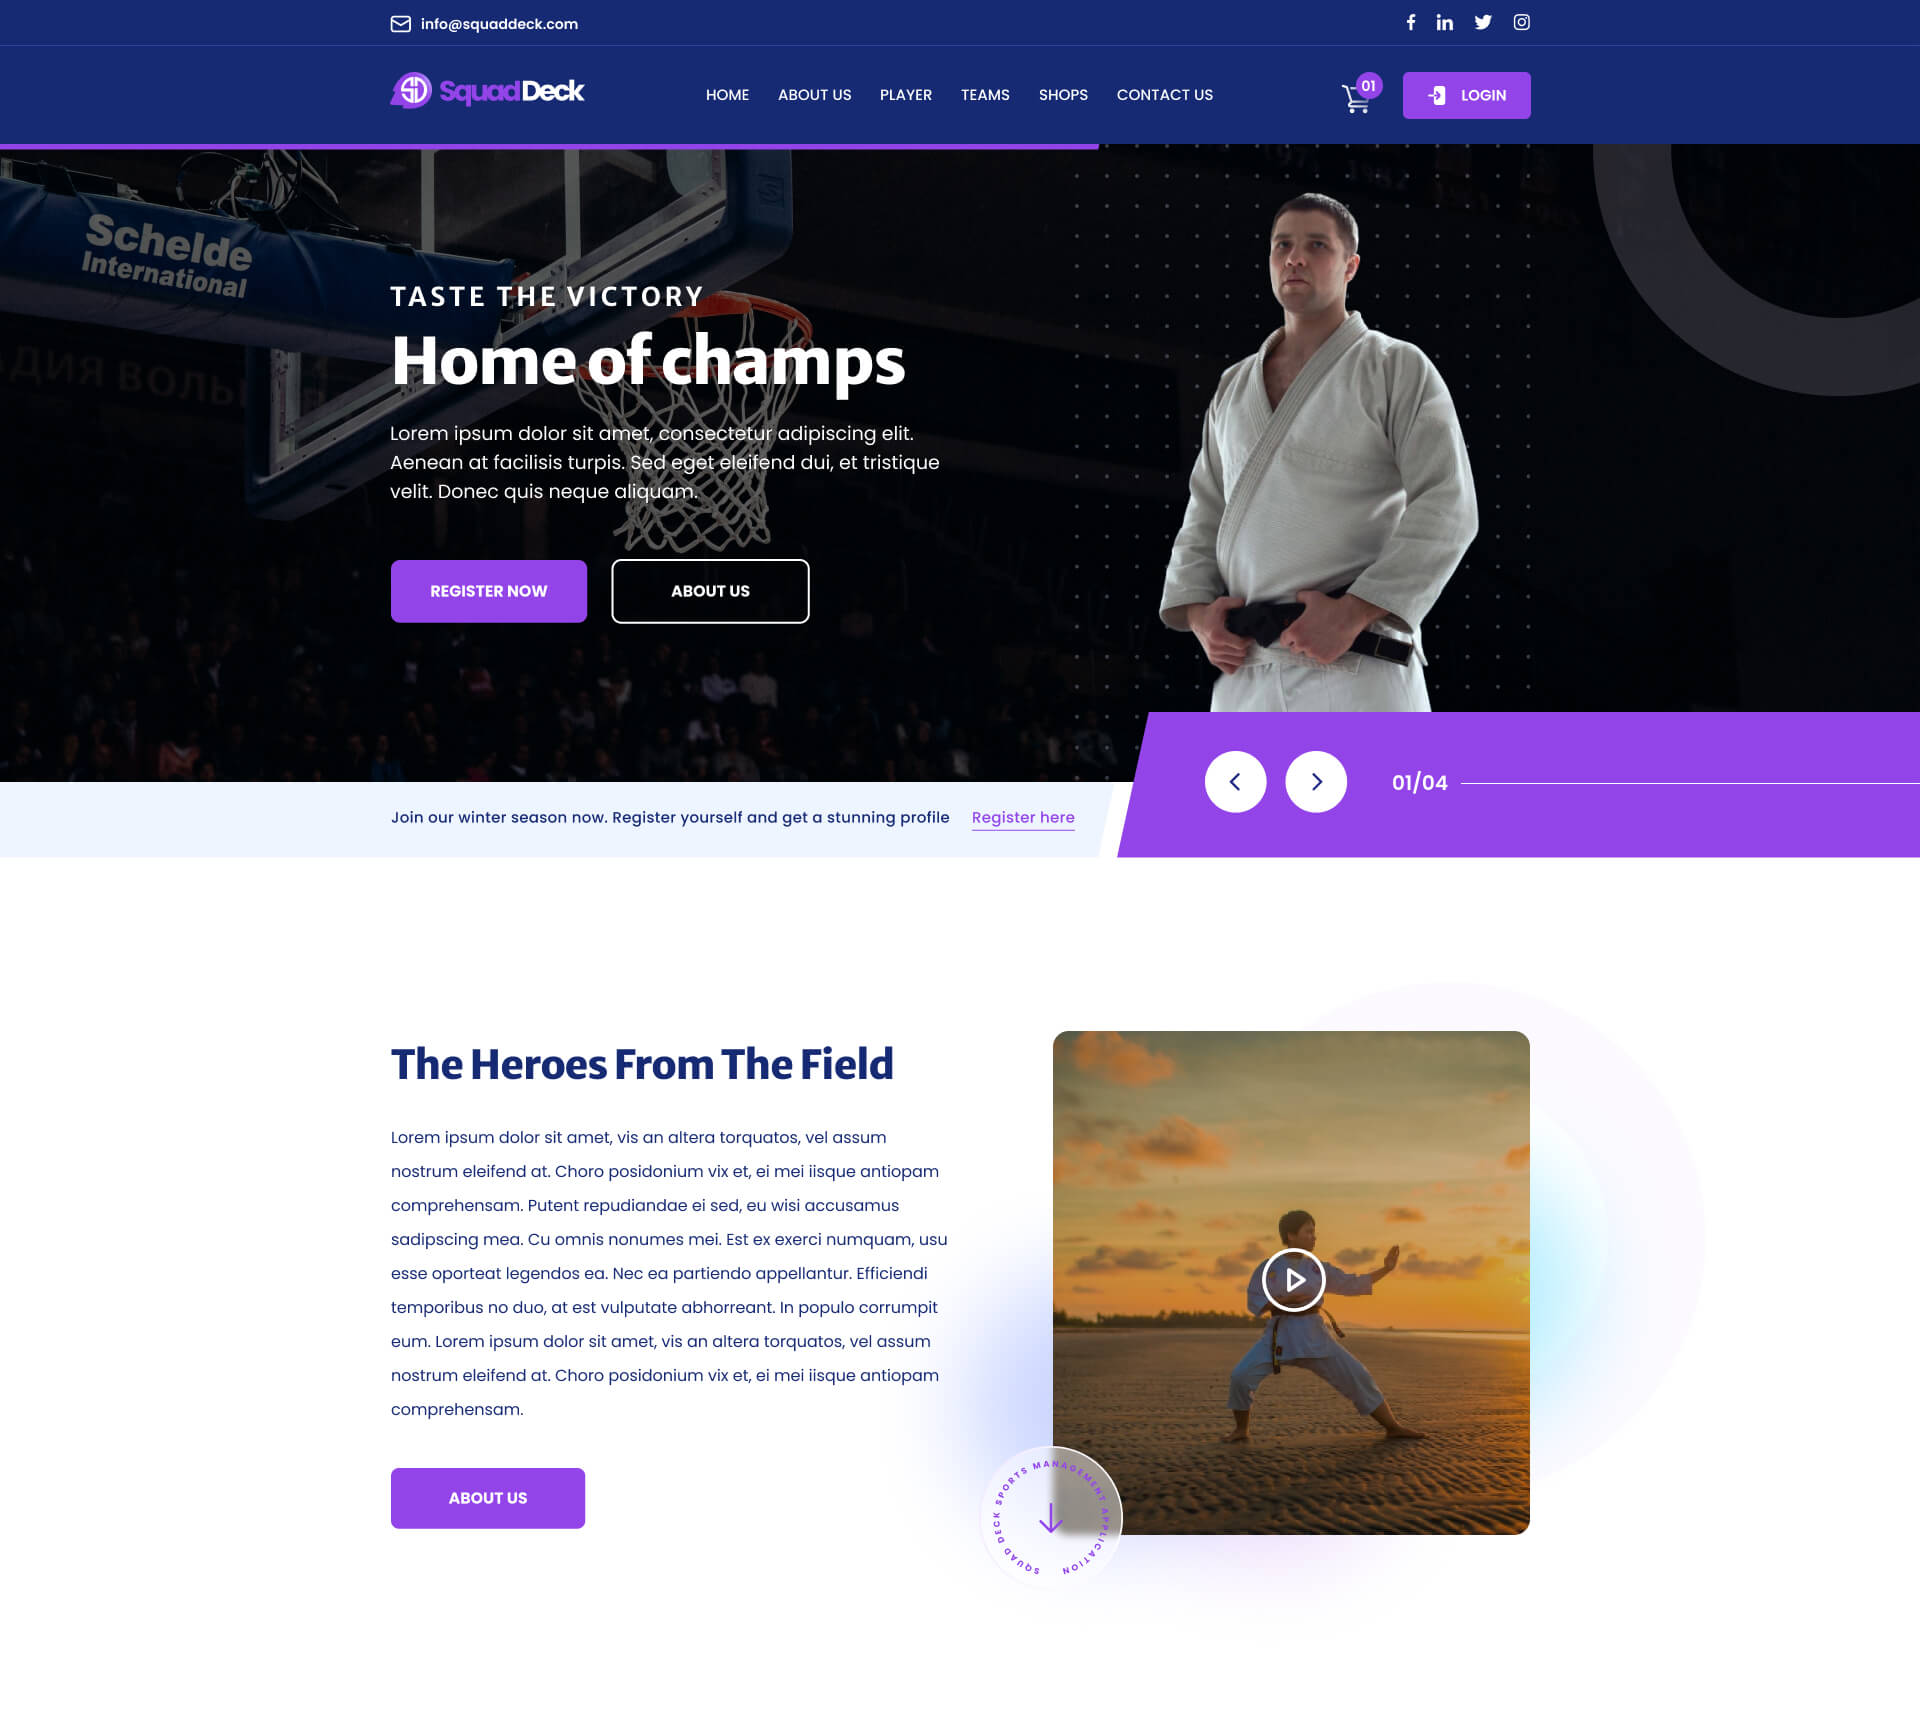 info@squaddeck.com
SquadDeck
HOME ABOUT US PLAYER TEAMS SHOPS CONTACT US
01
LOGIN
Schelde
International
TASTE THE VICTORY
Home of champs
Lorem ipsum dolor sit amet, consectetur adipiscing elit.
Aenean at facilisis turpis. Sed eget eleifend dui, et tristique
velit. Donec quis neque aliquam.
REGISTER NOW
ABOUT US
01/04
Join our winter season now. Register yourself and get a stunning profile Register here
The Heroes From The Field
Lorem ipsum dolor sit amet, vis an altera torquatos, vel assum
nostrum eleifend at. Choro posidonium vix et, ei mei iisque antiopam
comprehensam. Putent repudiandae ei sed, eu wisi accusamus
sadipscing mea. Cu omnis nonumes mei. Est ex exerci numquam, usu
esse oporteat legendos ea. Nec ea partiendo appellantur. Efficiendi
temporibus no duo, at est vulputate abhorreant. In populo corrumpit
eum. Lorem ipsum dolor sit amet, vis an altera torquatos, vel assum
nostrum eleifend at. Choro posidonium vix et, ei mei iisque antiopam
comprehensam.
ABOUT US
SQUAD DECK SPORTS MANAGEMENT APPLICATION